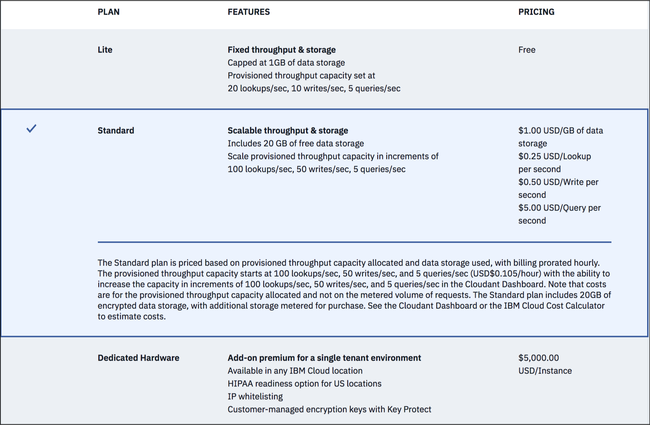 PLAN FEATURES PRICING
Lite
Fixed throughput & storage
Capped at 1GB of data storage
Provisioned throughput capacity set at
20 lookups/sec, 10 writes/sec, 5 queries/sec
Free
Standard
Scalable throughput & storage
Includes 20 GB of free data storage
Scale provisioned throughput capacity in increments of
100 lookups/sec, 50 writes/sec, 5 queries/sec
$1.00 USD/GB of data
storage
$0.25 USD/Lookup
per second
$0.50 USD/Write per
second
$5.00 USD/Query per
second
The Standard plan is priced based on provisioned throughput capacity allocated and data storage used, with billing prorated hourly.
The provisioned throughput capacity starts at 100 lookups/sec, 50 writes/sec, and 5 queries/sec (USD$0.105/hour) with the ability to
increase the capacity in increments of 100 lookups/sec, 50 writes/sec, and 5 queries/sec in the Cloudant Dashboard. Note that costs
are for the provisioned throughput capacity allocated and not on the metered volume of requests. The Standard plan includes 20GB of
encrypted data storage, with additional storage metered for purchase. See the Cloudant Dashboard or the IBM Cloud Cost Calculator
to estimate costs.
Dedicated Hardware
Add-on premium for a single tenant environment
Available in any IBM Cloud location
HIPAA readiness option for US locations
IP whitelisting
Customer-managed encryption keys with Key Protect
$5,000.00
USD/Instance